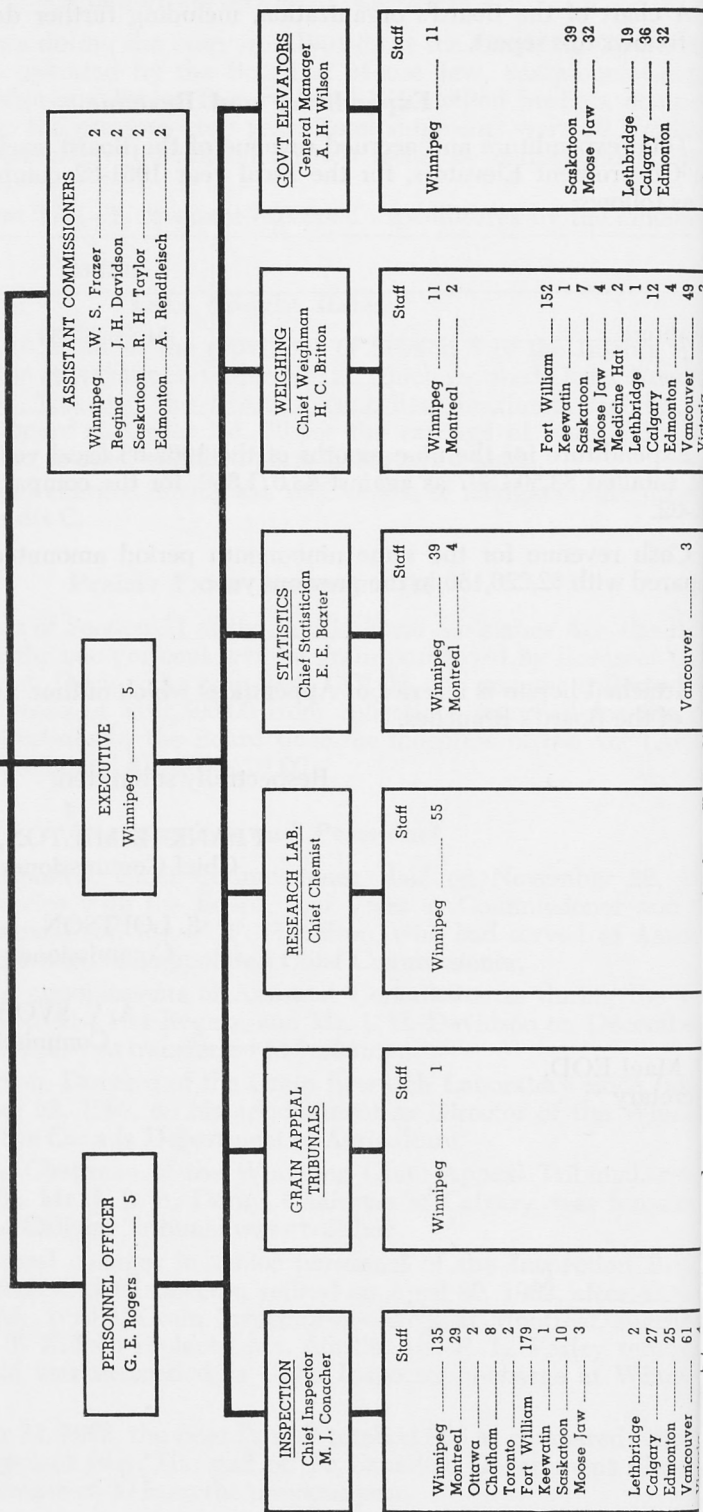 ASSISTANT COMMISSIONERS
Winnipeg W. S. Frazer 2
Regina J. H. Davidson 2
Saskatoon R. H. Taylor 2
Edmonton A. Rendfleisch 2
EXECUTIVE
Winnipeg 5
PERSONNEL OFFICER
G. E. Rogers 5
INSPECTION
Chief Inspector
M. J. Conacher
GRAIN APPEAL
TRIBUNALS
RESEARCH LAB.
Chief Chemist
STATISTICS
Chief Statistician
E. E. Baxter
WEIGHING
Chief Weighman
H. C. Britton
GOVT. ELEVATORS
General Manager
A. H. Wilson
Staff
Winnipeg 135
Montreal 29
Ottawa 2
Chatham 8
Toronto 2
Fort William 179
Keewatin 1
Saskatoon 10
Moose Jaw 3
Lethbridge 2
Calgary 27
Edmonton 25
Vancouver 61
Staff
Winnipeg 1
Staff
Winnipeg 55
Staff
Winnipeg 39
Montreal 4
Vancouver 3
Staff
Winnipeg 11
Montreal 2
Fort William 152
Keewatin 1
Saskatoon 7
Moose Jaw 4
Medicine Hat 2
Lethbridge 1
Calgary 12
Edmonton 4
Vancouver 49
Victoria
Staff
Winnipeg 11
Saskatoon 39
Moose Jaw 32
Lethbridge 19
Calgary 36
Edmonton 32